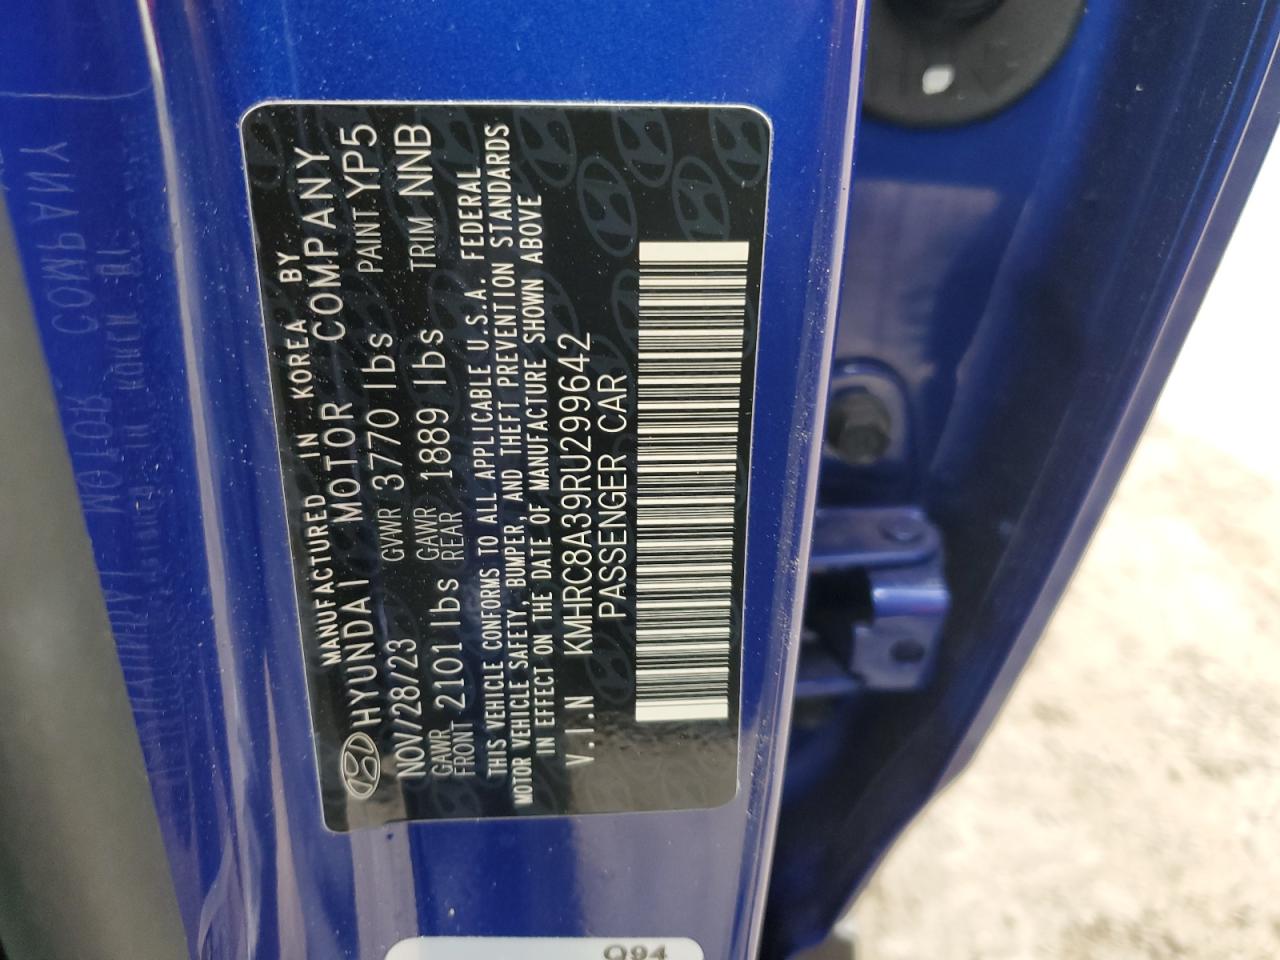 MANUFACTURED IN KOREA BY
HYUNDAI MOTOR COMPANY
NOV/28/23 GVWR 3770 lbs PAINT YP5
GAWR FRONT 2101 lbs GAWR REAR 1889 lbs TRIM NNB
THIS VEHICLE CONFORMS TO ALL APPLICABLE U.S.A. FEDERAL
MOTOR VEHICLE SAFETY, BUMPER, AND THEFT PREVENTION STANDARDS
IN EFFECT ON THE DATE OF MANUFACTURE SHOWN ABOVE
V.I.N KMHRC8A39RU299642
PASSENGER CAR
Q94